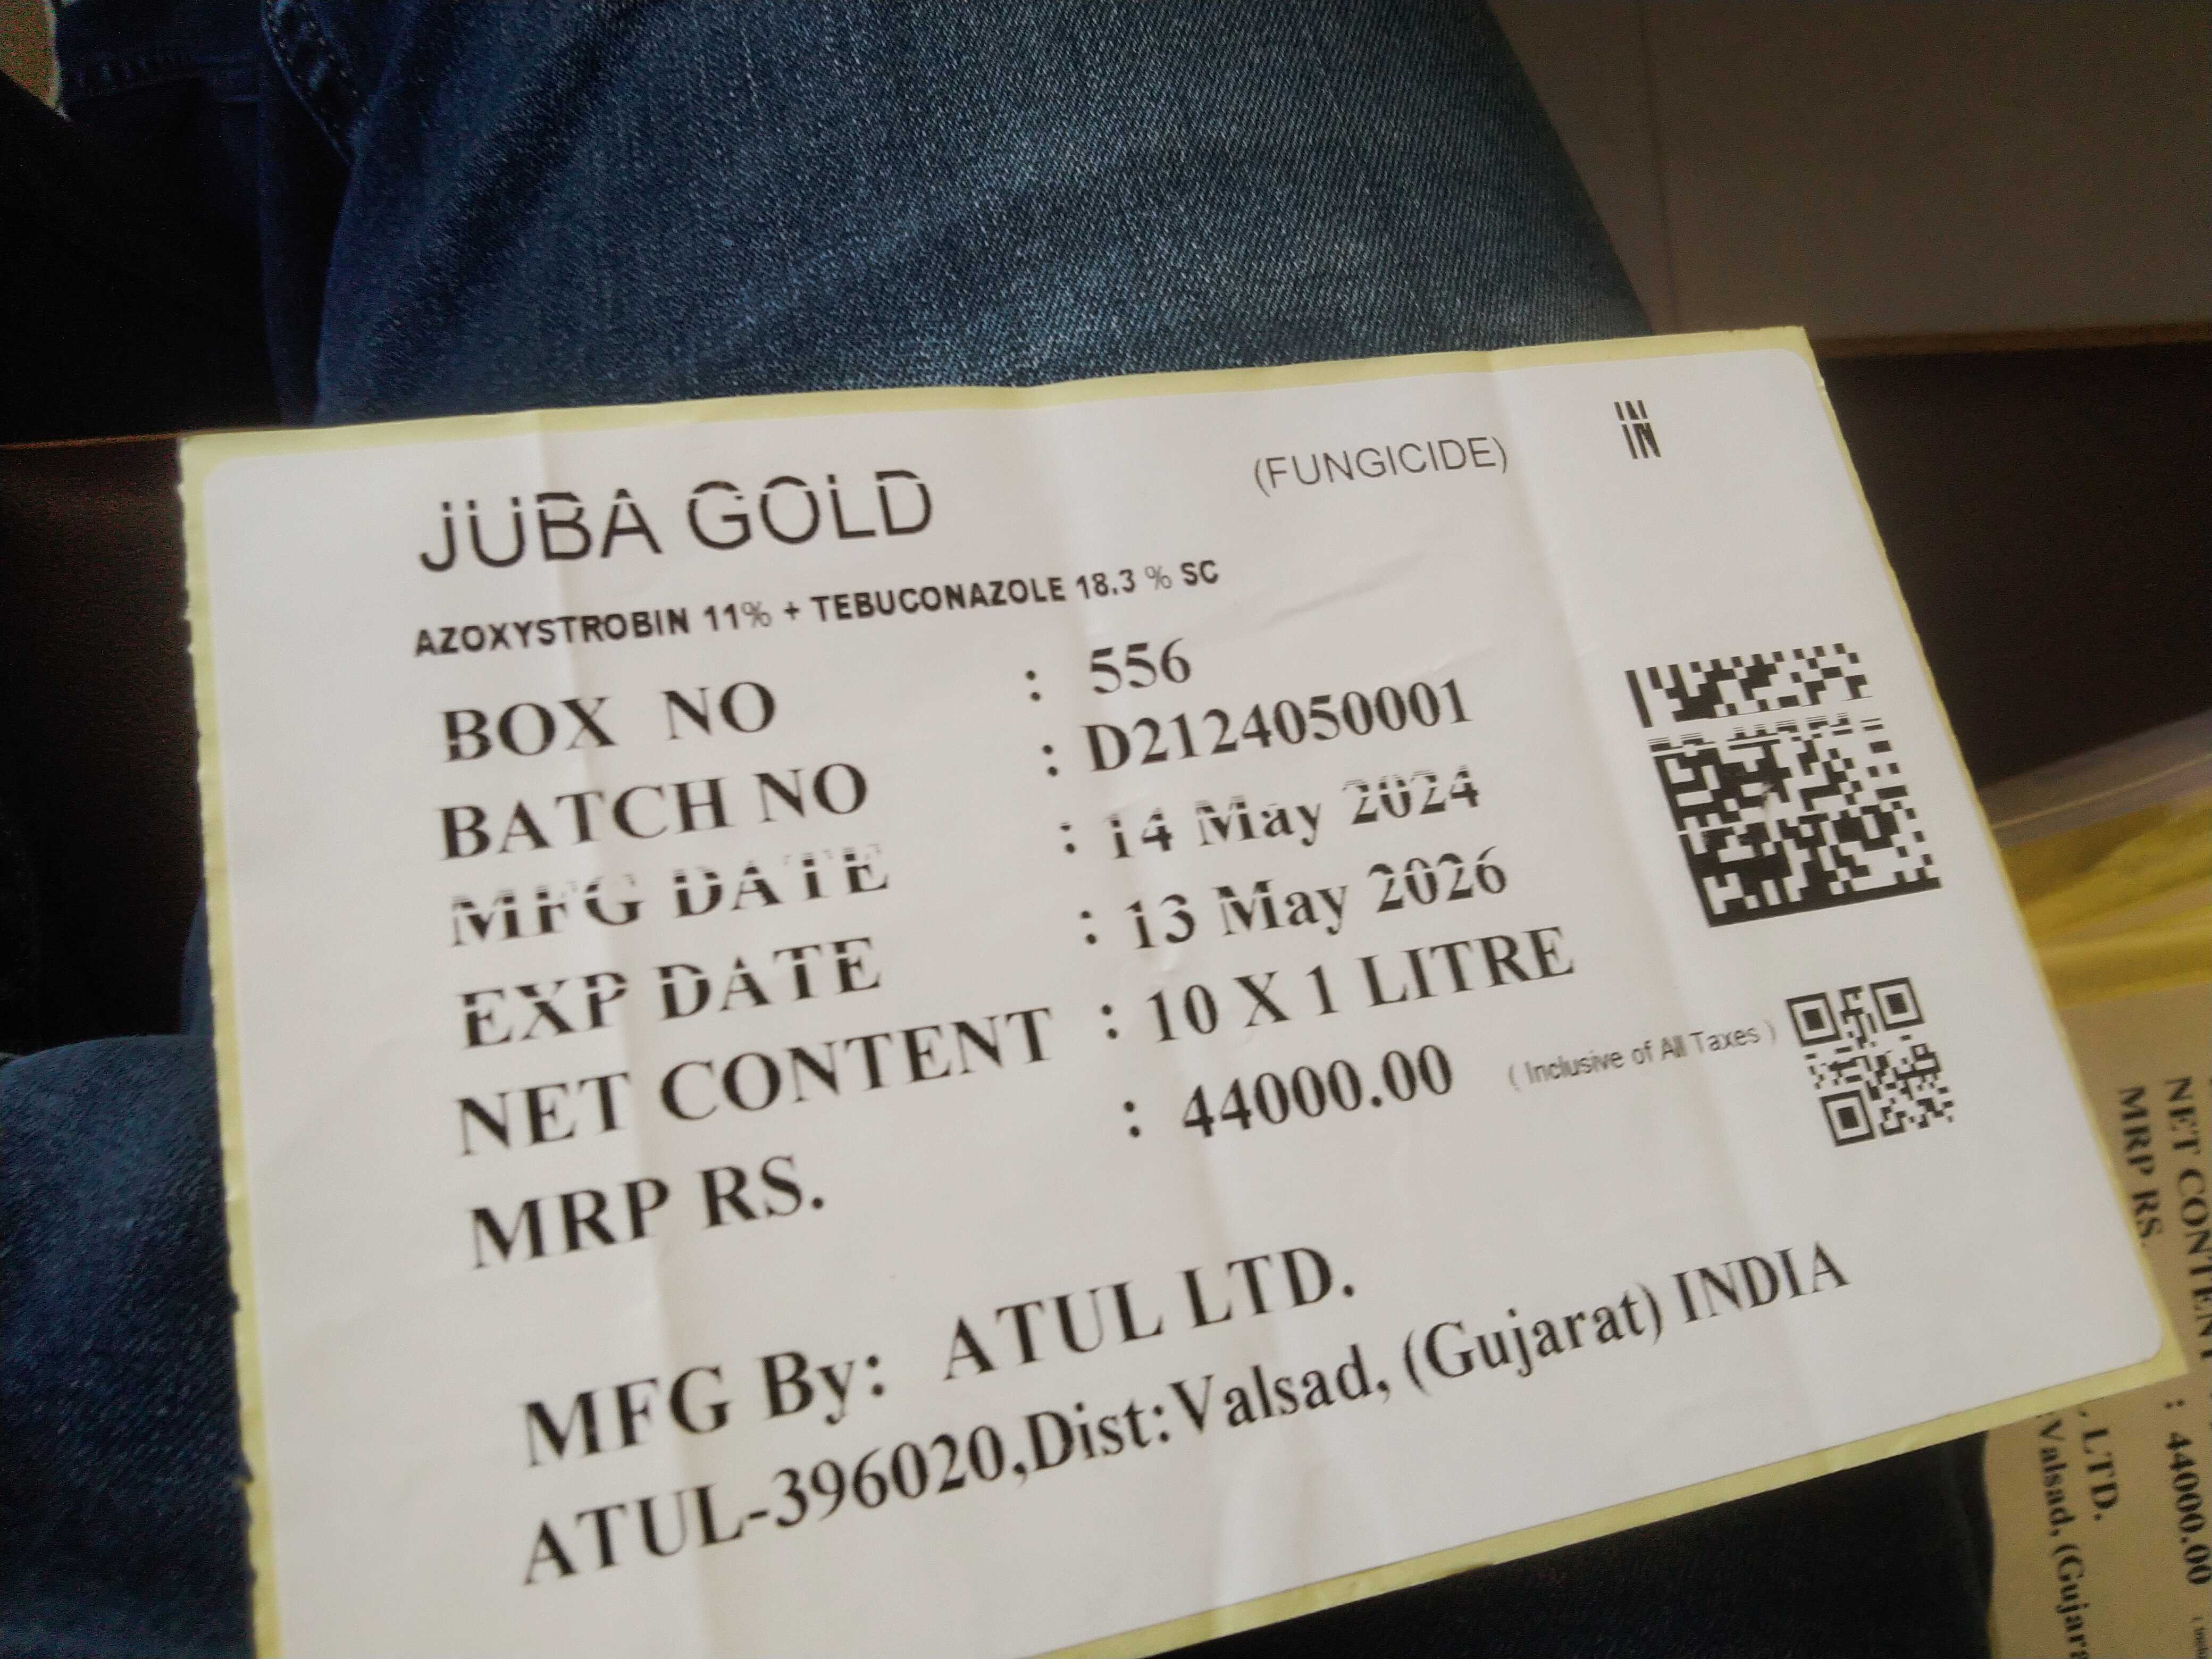 JUBA GOLD (FUNGICIDE) IN
AZOXYSTROBIN 11% + TEBUCONAZOLE 18.3 % SC
BOX NO : 556
BATCH NO : D2124050001
MFG DATE : 14 May 2024
EXP DATE : 13 May 2026
NET CONTENT : 10 X 1 LITRE
MRP RS. : 44000.00 ( Inclusive of All Taxes )
MFG By: ATUL LTD.
ATUL-396020,Dist:Valsad, (Gujarat) INDIA
NET CONTENT
MRP RS. : 44000.00
LTD.
Valsad,